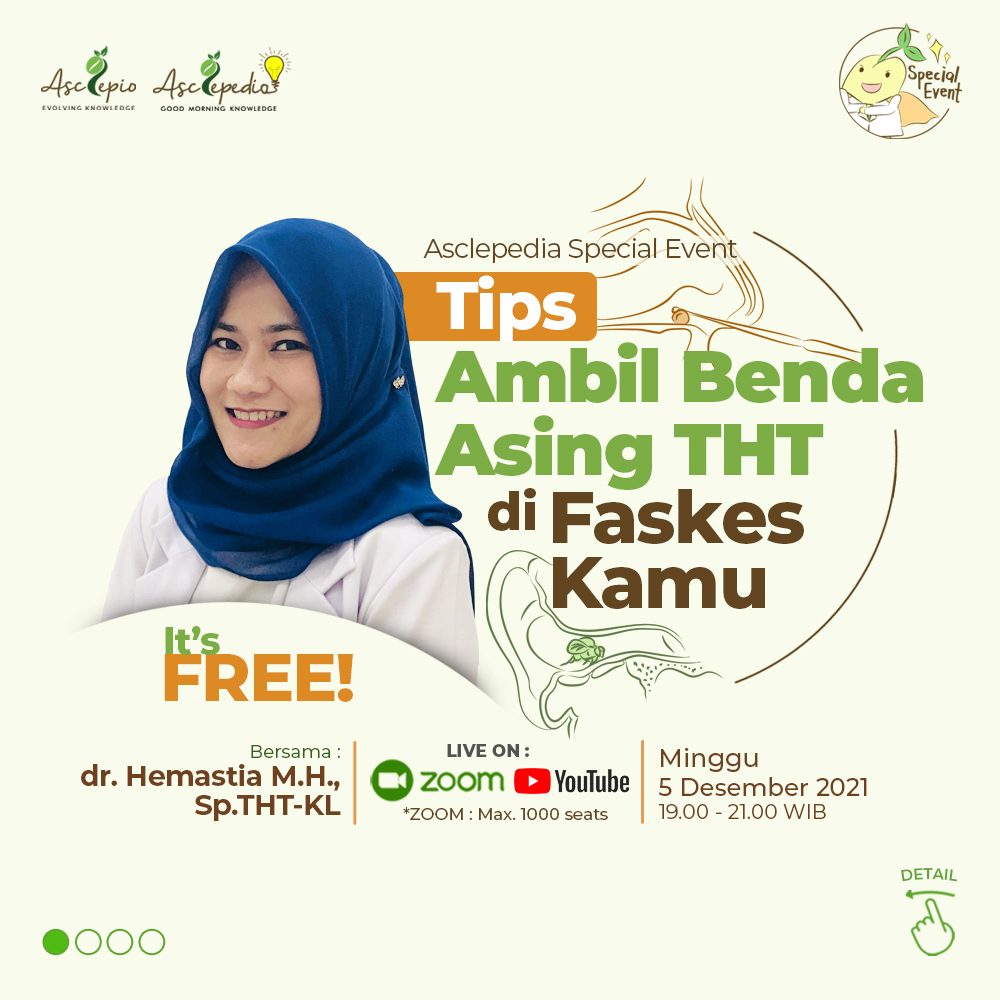 Asclepio
EVOLVING KNOWLEDGE
Asclepedia
GOOD MORNING KNOWLEDGE
Special
Event
Asclepedia Special Event
Tips
Ambil Benda
Asing THT
di Faskes
Kamu
It's
FREE!
Bersama :
dr. Hemastia M.H.,
Sp.THT-KL
LIVE ON :
zoom YouTube
*ZOOM : Max. 1000 seats
Minggu
5 Desember 2021
19.00 - 21.00 WIB
DETAIL